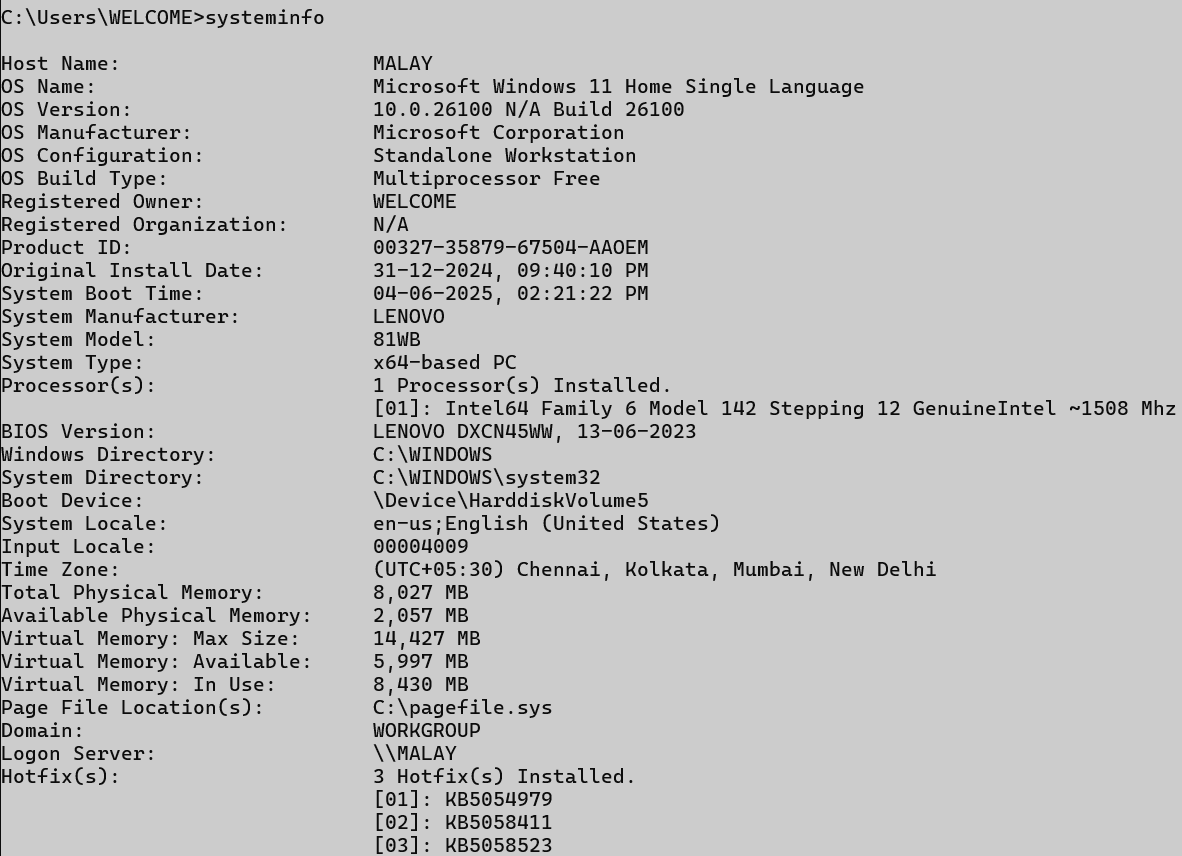 C:\Users\WELCOME>systeminfo
Host Name: MALAY
OS Name: Microsoft Windows 11 Home Single Language
OS Version: 10.0.26100 N/A Build 26100
OS Manufacturer: Microsoft Corporation
OS Configuration: Standalone Workstation
OS Build Type: Multiprocessor Free
Registered Owner: WELCOME
Registered Organization: N/A
Product ID: 00327-35879-67504-AAOEM
Original Install Date: 31-12-2024, 09:40:10 PM
System Boot Time: 04-06-2025, 02:21:22 PM
System Manufacturer: LENOVO
System Model: 81WB
System Type: x64-based PC
Processor(s): 1 Processor(s) Installed.
[01]: Intel64 Family 6 Model 142 Stepping 12 GenuineIntel ~1508 Mhz
BIOS Version: LENOVO DXCN45WW, 13-06-2023
Windows Directory: C:\WINDOWS
System Directory: C:\WINDOWS\system32
Boot Device: \Device\HarddiskVolume5
System Locale: en-us;English (United States)
Input Locale: 00004009
Time Zone: (UTC+05:30) Chennai, Kolkata, Mumbai, New Delhi
Total Physical Memory: 8,027 MB
Available Physical Memory: 2,057 MB
Virtual Memory: Max Size: 14,427 MB
Virtual Memory: Available: 5,997 MB
Virtual Memory: In Use: 8,430 MB
Page File Location(s): C:\pagefile.sys
Domain: WORKGROUP
Logon Server: \\MALAY
Hotfix(s): 3 Hotfix(s) Installed.
[01]: KB5054979
[02]: KB5058411
[03]: KB5058523